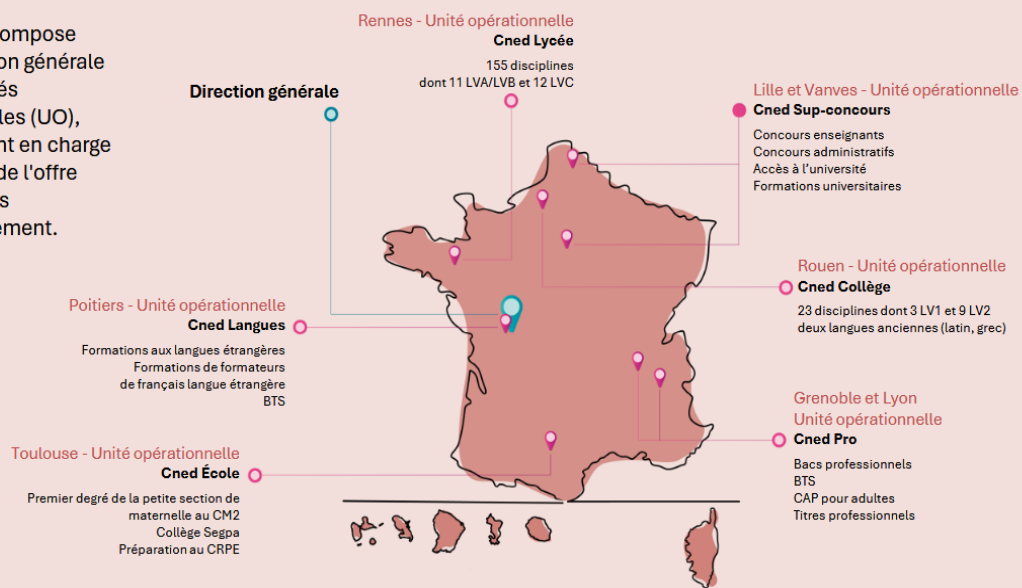 ompose
on générale
és
les (UO),
nt en charge
de l'offre
s
ement.
Direction générale
Rennes - Unité opérationnelle
Cned Lycée
155 disciplines
dont 11 LVA/LVB et 12 LVC
Lille et Vanves - Unité opérationnelle
Cned Sup-concours
Concours enseignants
Concours administratifs
Accès à l'université
Formations universitaires
Rouen - Unité opérationnelle
Cned Collège
23 disciplines dont 3 LV1 et 9 LV2
deux langues anciennes (latin, grec)
Poitiers - Unité opérationnelle
Cned Langues
Formations aux langues étrangères
Formations de formateurs
de français langue étrangère
BTS
Grenoble et Lyon
Unité opérationnelle
Cned Pro
Bacs professionnels
BTS
CAP pour adultes
Titres professionnels
Toulouse - Unité opérationnelle
Cned École
Premier degré de la petite section de
maternelle au CM2
Collège Segpa
Préparation au CRPE